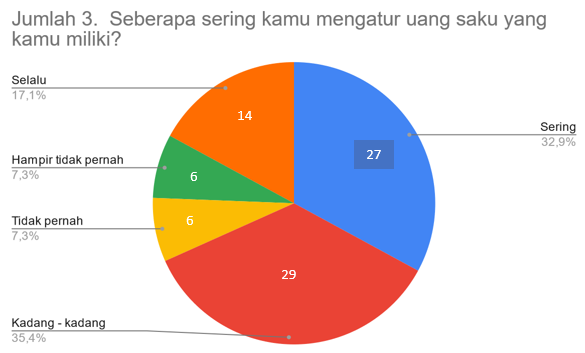 Jumlah 3.  Seberapa sering kamu mengatur uang saku yang
kamu miliki?
Selalu
17,1%
14
Sering
32,9%
27
Hampir tidak pernah
7,3%
6
Tidak pernah
7,3%
6
29
Kadang - kadang
35,4%